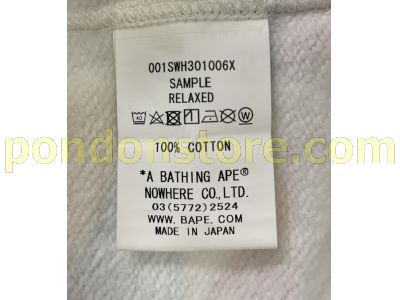 001SWH301006X
SAMPLE
RELAXED
100% COTTON
pondonstore.com
*A BATHING APE®
NOWHERE CO., LTD.
03(5772)2524
WWW. BAPE. COM
MADE IN JAPAN